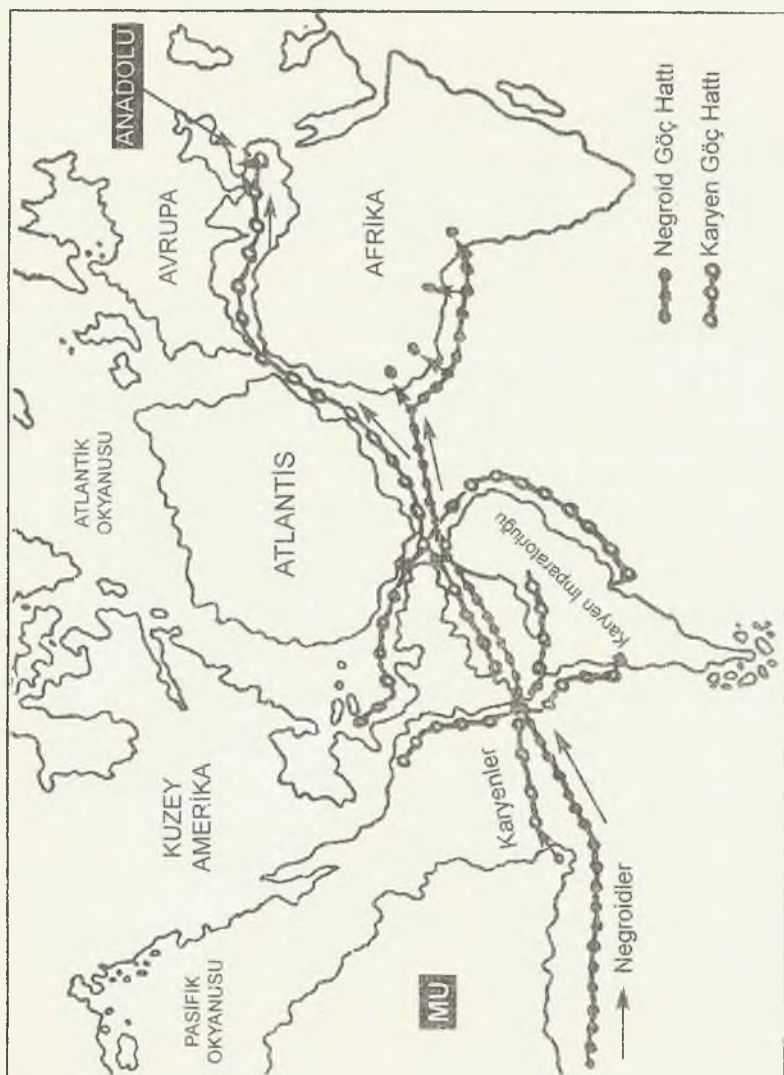 ANADOLU
AVRUPA
ATLANTİK
OKYANUSU
KUZEY
AMERİKA
PASİFİK
OKYANUSU
ATLANTİS
AFRİKA
MU
Karyenler
Karyen İmparatorluğu
Negroidler
Negroid Göç Hattı
Karyen Göç Hattı